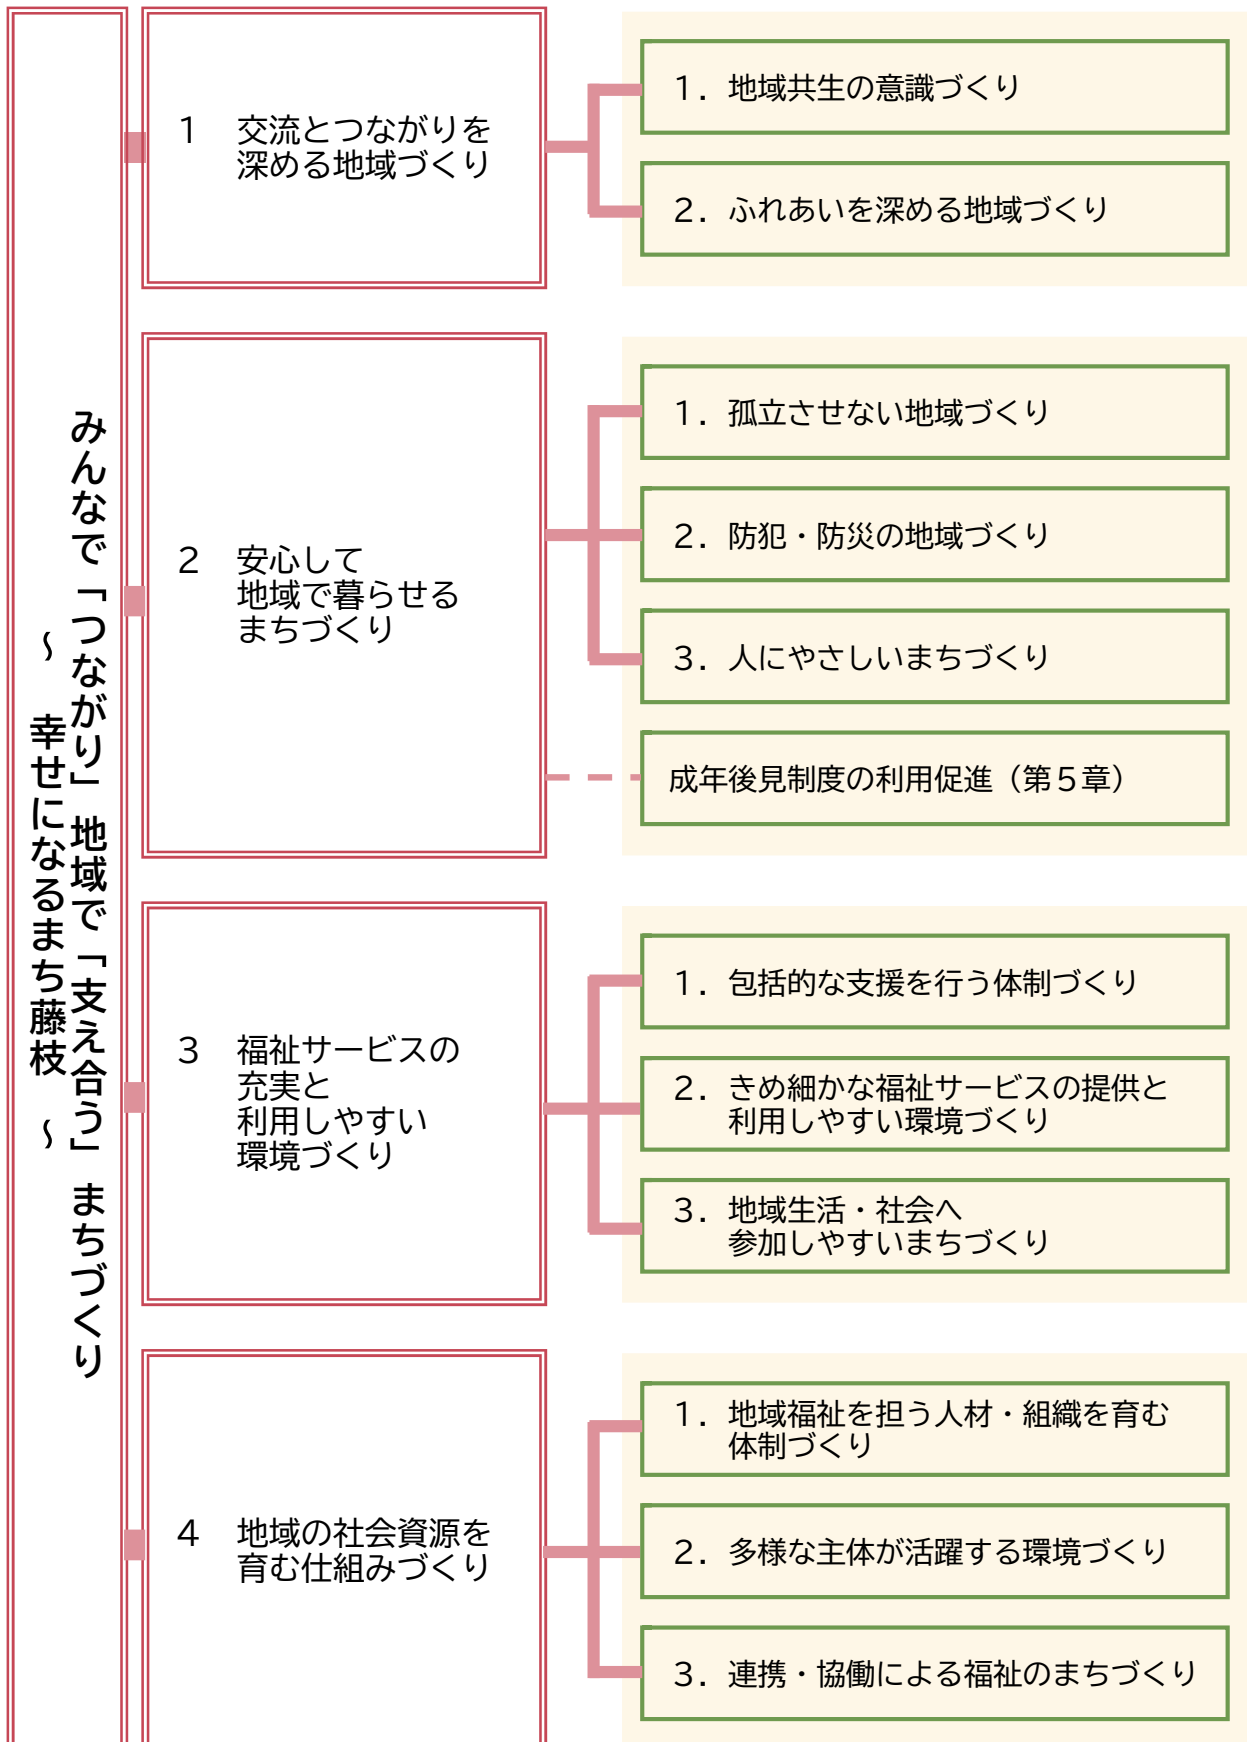 みんなで「つながり」地域で「支え合う」まちづくり
～　幸せになるまち藤枝　～
1　交流とつながりを
深める地域づくり
1．地域共生の意識づくり
2．ふれあいを深める地域づくり
2　安心して
地域で暮らせる
まちづくり
1．孤立させない地域づくり
2．防犯・防災の地域づくり
3．人にやさしいまちづくり
成年後見制度の利用促進（第５章）
3　福祉サービスの
充実と
利用しやすい
環境づくり
1．包括的な支援を行う体制づくり
2．きめ細かな福祉サービスの提供と
利用しやすい環境づくり
3．地域生活・社会へ
参加しやすいまちづくり
4　地域の社会資源を
育む仕組みづくり
1．地域福祉を担う人材・組織を育む
体制づくり
2．多様な主体が活躍する環境づくり
3．連携・協働による福祉のまちづくり